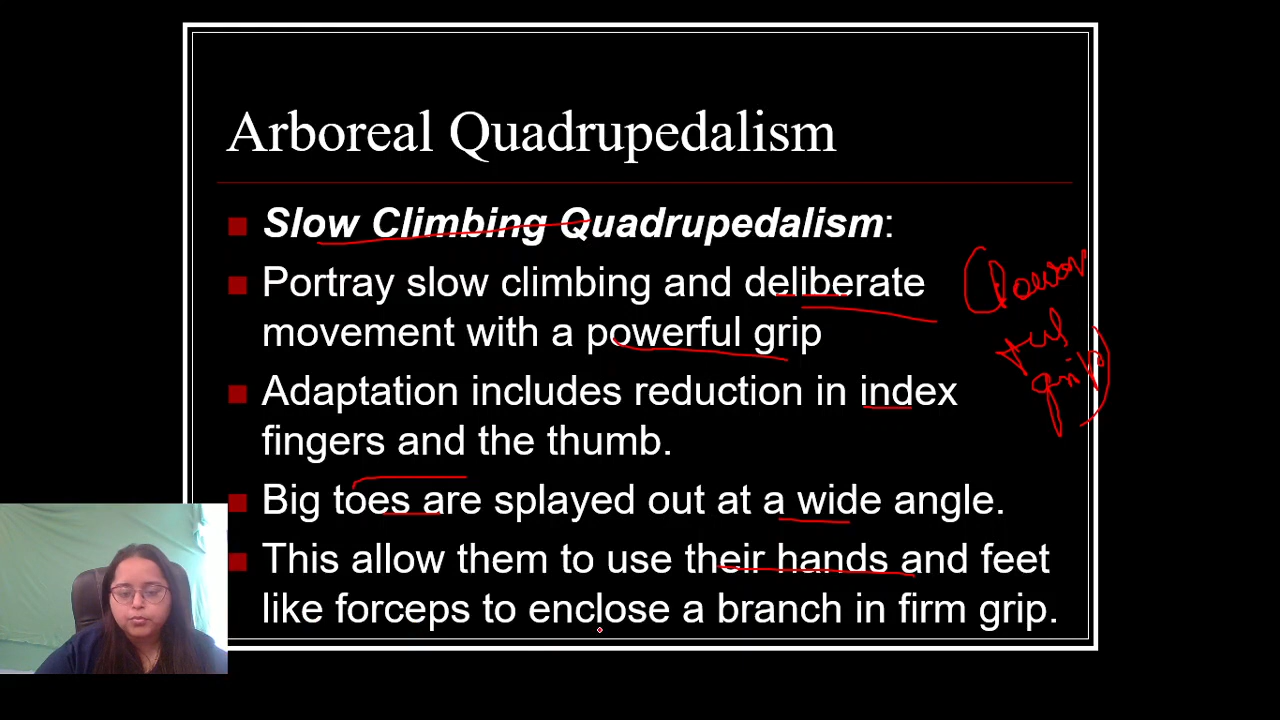 Arboreal Quadrupedalism
Slow Climbing Quadrupedalism:
Portray slow climbing and deliberate
movement with a powerful grip
Adaptation includes reduction in index
fingers and the thumb.
Big toes are splayed out at a wide angle.
This allow them to use their hands and feet
like forceps to enclose a branch in firm grip.
(Power
ful
grip)